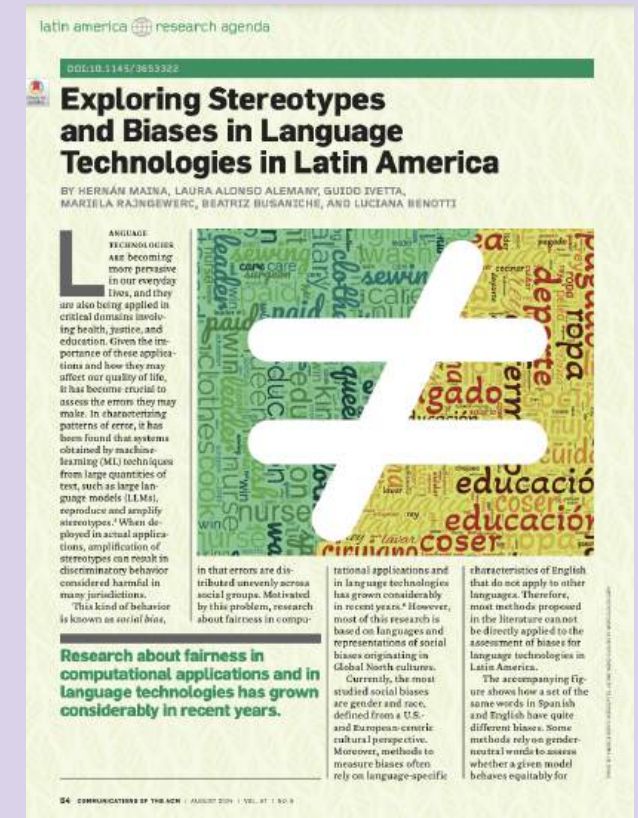 latin america research agenda
DOI:10.1145/3653322
Exploring Stereotypes
and Biases in Language
Technologies in Latin America
BY HERNÁN MAINA, LAURA ALONSO ALEMANY, GUIDO IVETTA,
MARIELA RAJNGEWERC, BEATRIZ BUSANICHE, AND LUCIANA BENOTTI
LANGUAGE
TECHNOLOGIES
ARE becoming
more pervasive
in our everyday
lives, and they
are also being applied in
critical domains involv-
ing health, justice, and
education. Given the im-
portance of these applica-
tions and how they may
affect our quality of life,
it has become crucial to
assess the errors they may
make. In characterizing
patterns of error, it has
been found that systems
obtained by machine-
learning (ML) techniques
from large quantities of
text, such as large lan-
guage models (LLMs),
reproduce and amplify
stereotypes. When de-
ployed in actual applica-
tions, amplification of
stereotypes can result in
discriminatory behavior
considered harmful in
many jurisdictions.
This kind of behavior
is known as social bias,
in that errors are dis-
tributed unevenly across
social groups. Motivated
by this problem, research
about fairness in compu-
tational applications and
in language technologies
has grown considerably
in recent years. However,
most of this research is
based on languages and
representations of social
biases originating in
Global North cultures.
Currently, the most
studied social biases
are gender and race,
defined from a U.S.-
and European-centric
cultural perspective.
Moreover, methods to
measure biases often
rely on language-specific
characteristics of English
that do not apply to other
languages. Therefore,
most methods proposed
in the literature cannot
be directly applied to the
assessment of biases for
language technologies in
Latin America.
The accompanying fig-
ure shows how a set of the
same words in Spanish
and English have quite
different biases. Some
methods rely on gender-
neutral words to assess
whether a given model
behaves equitably for
Research about fairness in
computational applications and in
language technologies has grown
considerably in recent years.
leader
sewing
care care
surgeon
paid
sewin
care
queen
nurse
clothes
cook
win
deporte
ropa
cocinar
pagado
educación
educació
educación
coser
coser
cirujano
lavar
rey
54 COMMUNICATIONS OF THE ACM | AUGUST 2024 | VOL. 67 | NO. 8